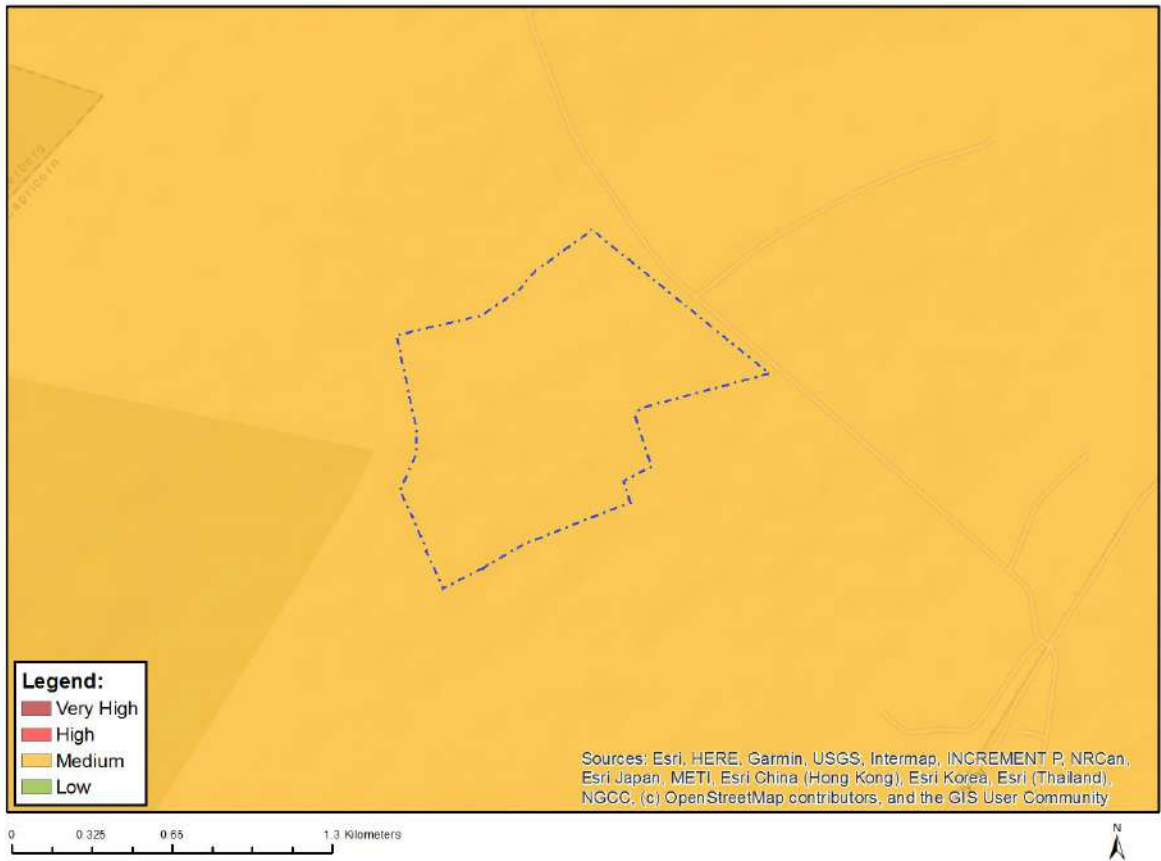 Capricorn
Legend:
Very High
High
Medium
Low
Sources: Esri, HERE, Garmin, USGS, Intermap, INCREMENT P, NRCan,
Esri Japan, METI, Esri China (Hong Kong), Esri Korea, Esri (Thailand),
NGCC, (c) OpenStreetMap contributors, and the GIS User Community
0 0.325 0.65 1.3 Kilometers
N